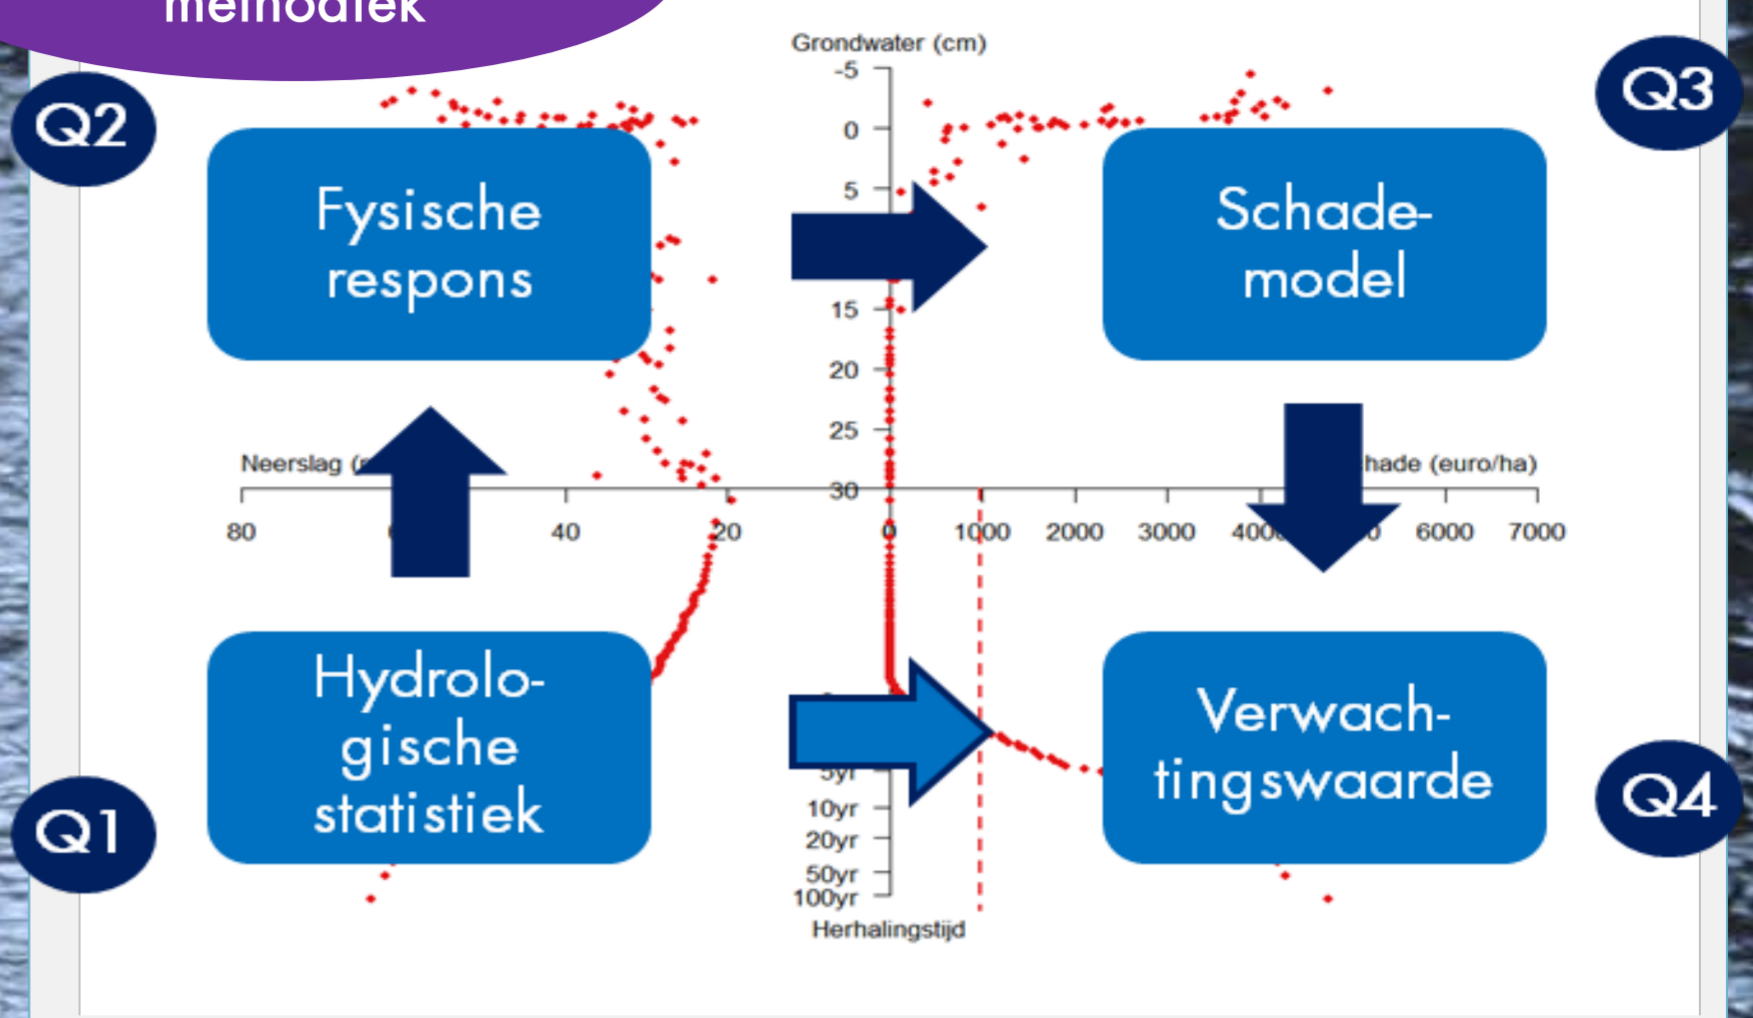 methodiek
Grondwater (cm)
Q2
Q3
-5
0
5
15
20
25
30
Fysische
respons
Schade-
model
Neerslag (
hade (euro/ha)
80
40
20
0
1000
2000
3000
6000
7000
Hydrolo-
gische
statistiek
Verwach-
tingswaarde
Q1
Q4
5yr
10yr
20yr
50yr
100yr
Herhalingstijd